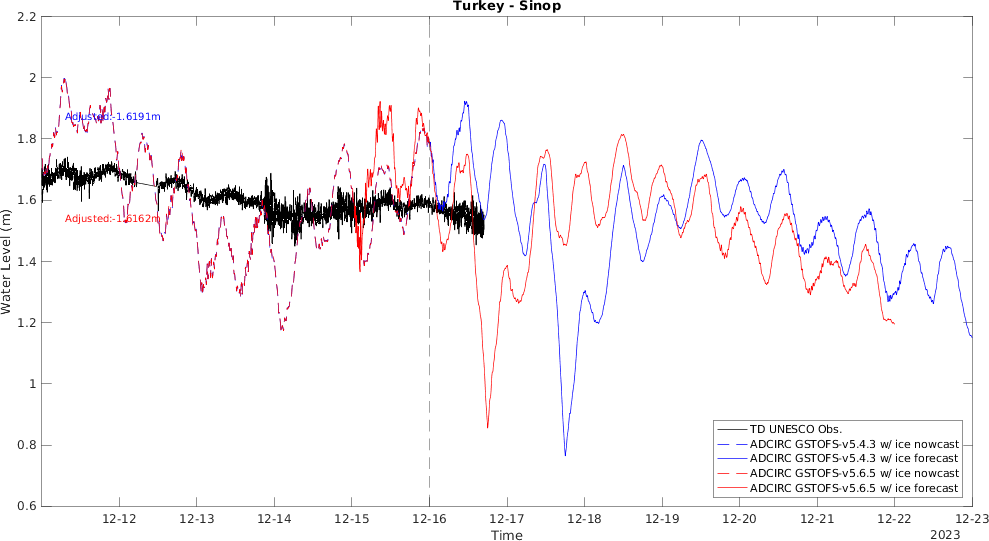 Turkey - Sinop
2.2
2
1.8
1.6
1.4
1.2
1
0.8
0.6
Water Level (m)
Adjusted:-1.6191m
Adjusted:-1.6162m
TD UNESCO Obs.
ADCIRC GSTOFS-v5.4.3 w/ ice nowcast
ADCIRC GSTOFS-v5.4.3 w/ ice forecast
ADCIRC GSTOFS-v5.6.5 w/ ice nowcast
ADCIRC GSTOFS-v5.6.5 w/ ice forecast
12-12 12-13 12-14 12-15 12-16 12-17 12-18 12-19 12-20 12-21 12-22 12-23
Time
2023